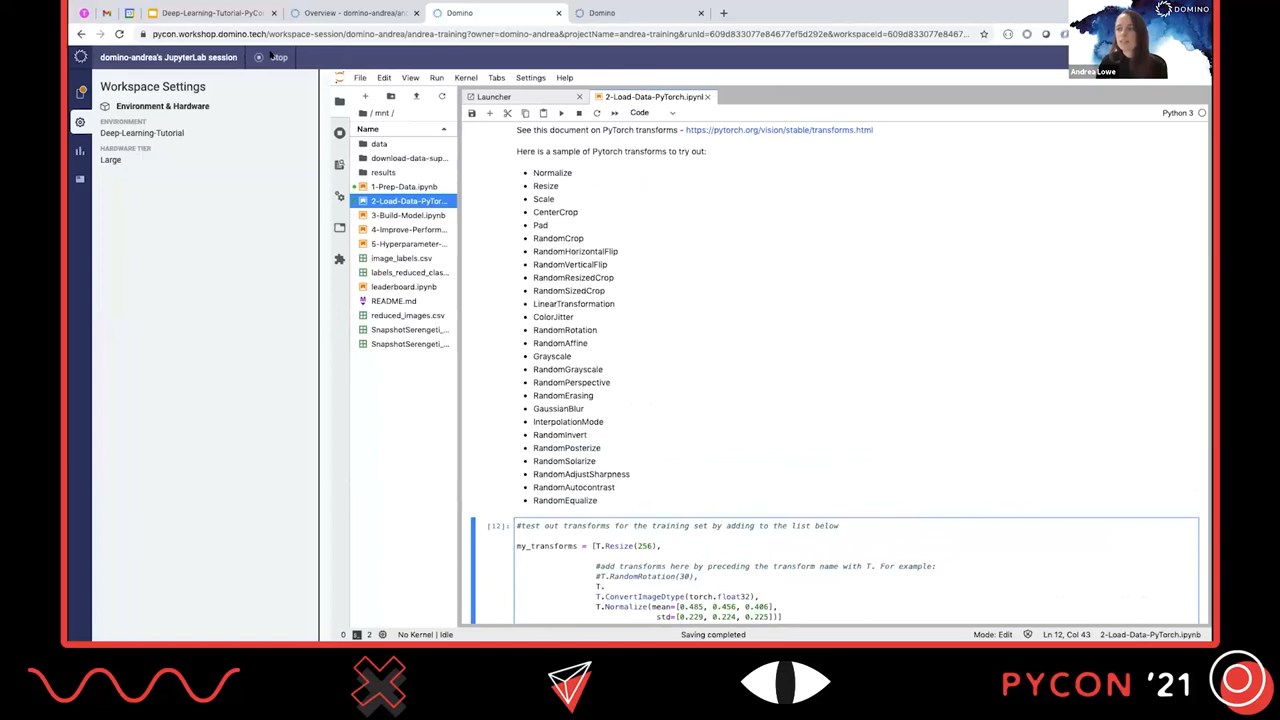 Deep-Learning-Tutorial-PyCo
Overview - domino-andrea/an
Domino
Domino
pycon.workshop.domino.tech/workspace-session/domino-andrea/andrea-training?owner=domino-andrea&projectName=andrea-training&runId=609d833077e84677ef5d292e&workspaceId=609d833077e8467...
DOMINO
Andrea Lowe
domino-andrea's JupyterLab session
Stop
Workspace Settings
Environment & Hardware
ENVIRONMENT
Deep-Learning-Tutorial
HARDWARE TIER
Large
File Edit View Run Kernel Tabs Settings Help
/ mnt /
Name
data
download-data-sup...
results
1-Prep-Data.ipynb
2-Load-Data-PyTor...
3-Build-Model.ipynb
4-Improve-Perform...
5-Hyperparameter-...
image_labels.csv
labels_reduced_clas...
leaderboard.ipynb
README.md
reduced_images.csv
SnapshotSerengeti_...
SnapshotSerengeti_...
Launcher
2-Load-Data-PyTorch.ipynl
Code
Python 3
See this document on PyTorch transforms - https://pytorch.org/vision/stable/transforms.html
Here is a sample of Pytorch transforms to try out:
Normalize
Resize
Scale
CenterCrop
Pad
RandomCrop
RandomHorizontalFlip
RandomVerticalFlip
RandomResizedCrop
RandomSizedCrop
LinearTransformation
ColorJitter
RandomRotation
RandomAffine
Grayscale
RandomGrayscale
RandomPerspective
RandomErasing
GaussianBlur
InterpolationMode
RandomInvert
RandomPosterize
RandomSolarize
RandomAdjustSharpness
RandomAutocontrast
RandomEqualize
[12]:
#test out transforms for the training set by adding to the list below
my_transforms = [T.Resize(256),
#add transforms here by preceding the transform name with T. For example:
#T.RandomRotation(30),
T.
T.ConvertImageDtype(torch.float32),
T.Normalize(mean=[0.485, 0.456, 0.406],
std=[0.229, 0.224, 0.225])]
0 2 No Kernel | Idle
Saving completed
Mode: Edit
Ln 12, Col 43
2-Load-Data-PyTorch.ipynb
PYCON '21